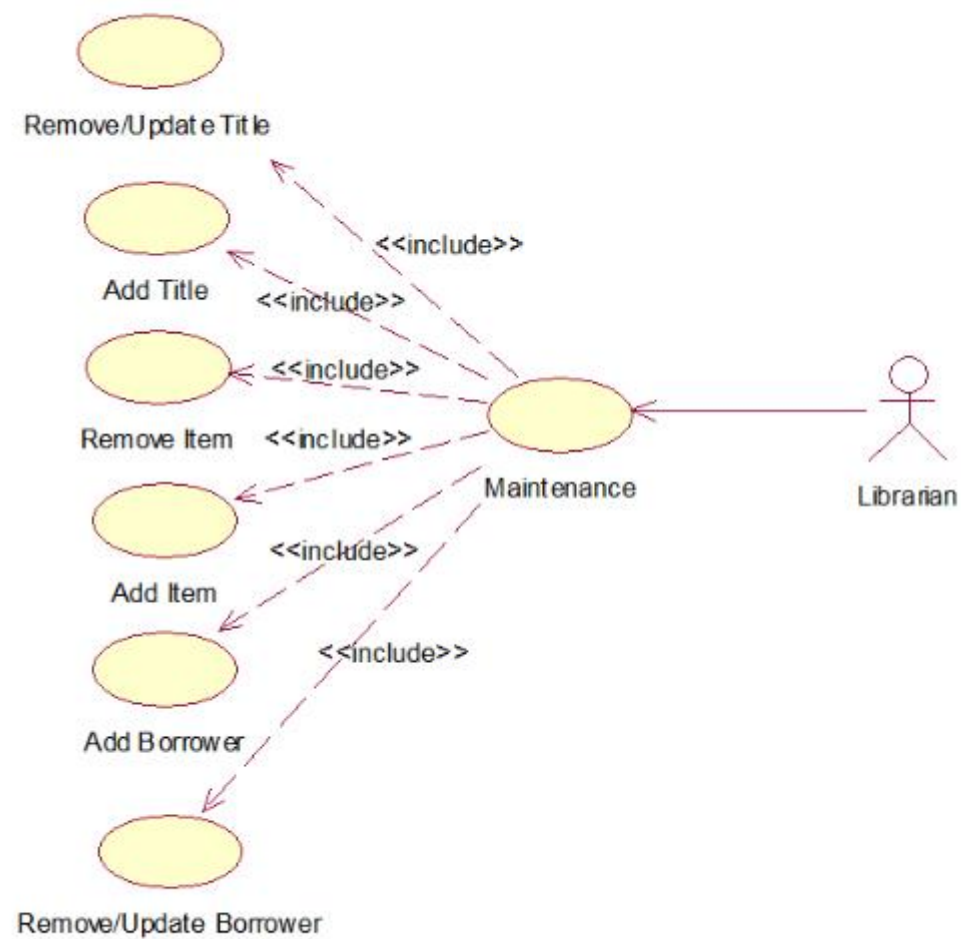 Remove/Update Title
<<include>>
Add Title
<<include>>
<<include>>
Remove Item
<<include>>
Maintenance
Librarian
<<include>>
Add Item
<<include>>
Add Borrower
Remove/Update Borrower